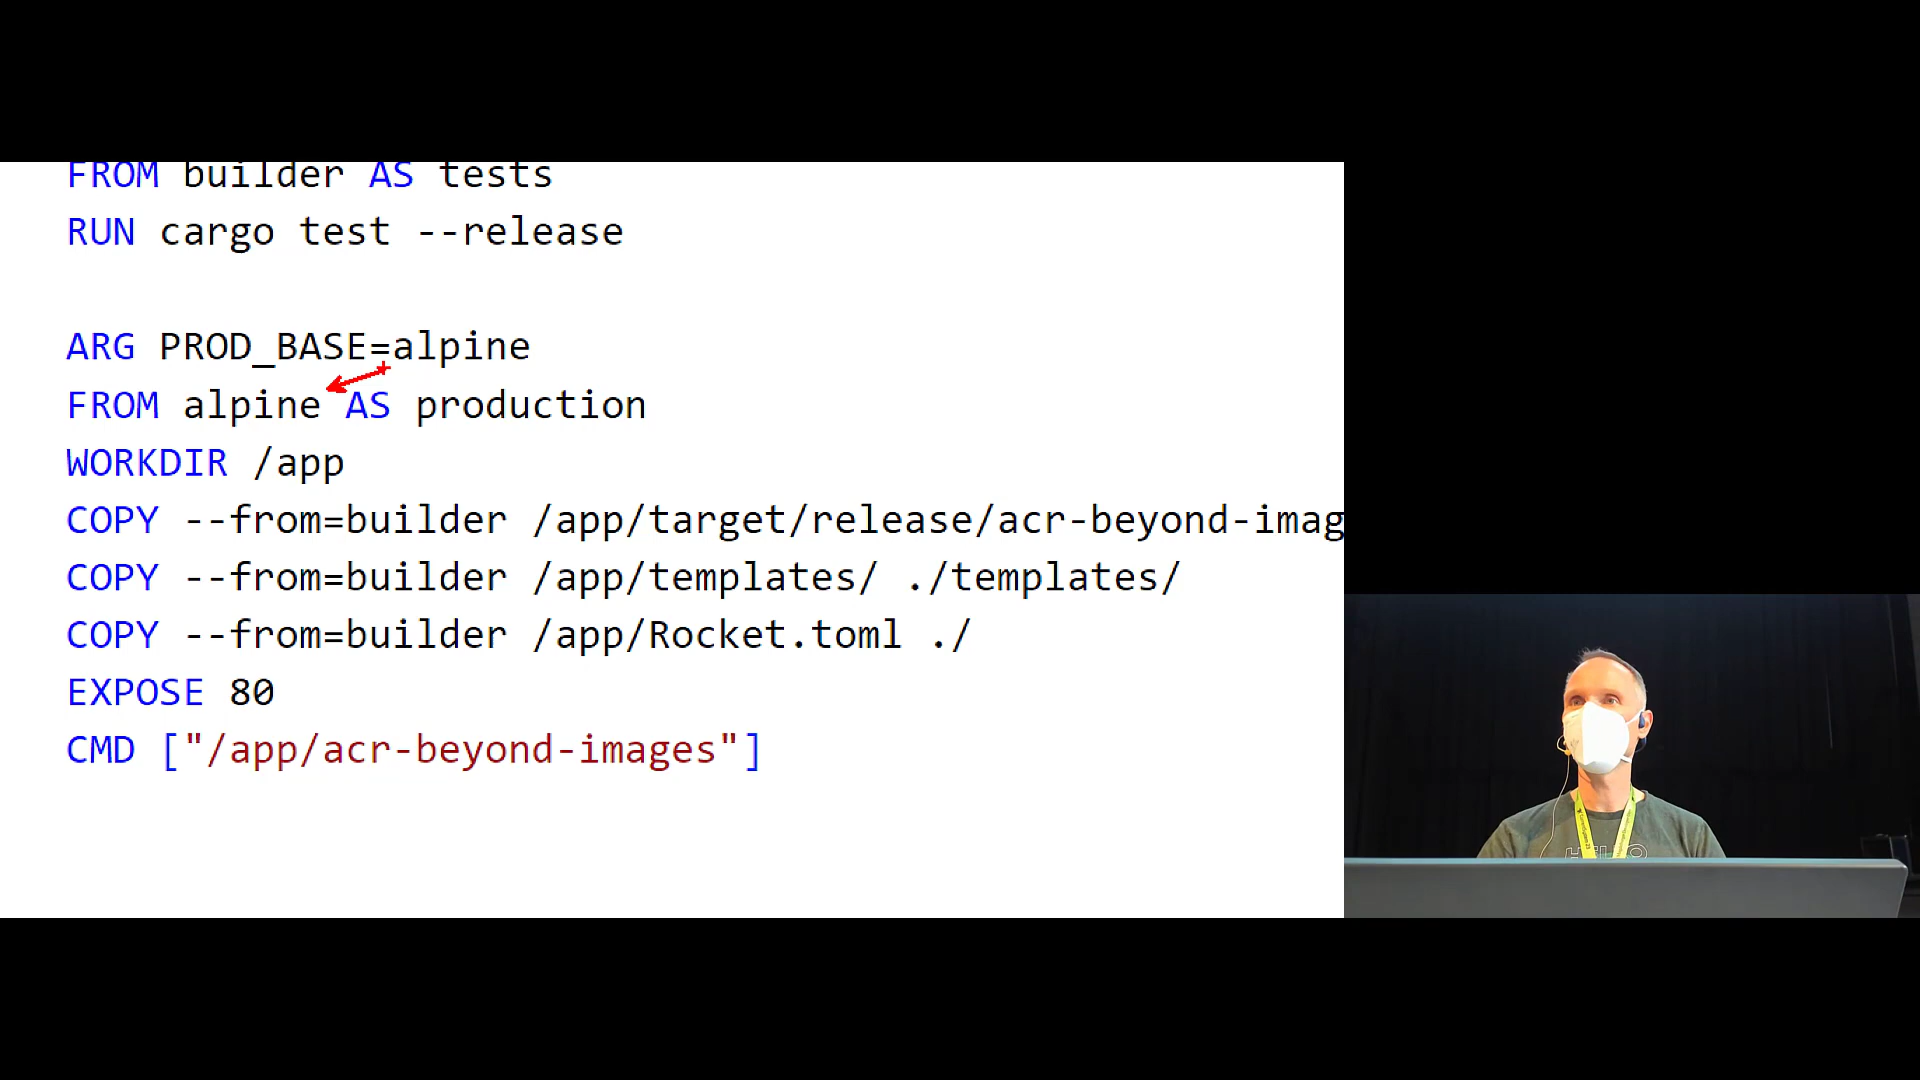 FROM builder AS tests
RUN cargo test --release
ARG PROD_BASE=alpine
FROM alpine AS production
WORKDIR /app
COPY --from=builder /app/target/release/acr-beyond-imag
COPY --from=builder /app/templates/ ./templates/
COPY --from=builder /app/Rocket.toml ./
EXPOSE 80
CMD ["/app/acr-beyond-images"]
HELLO